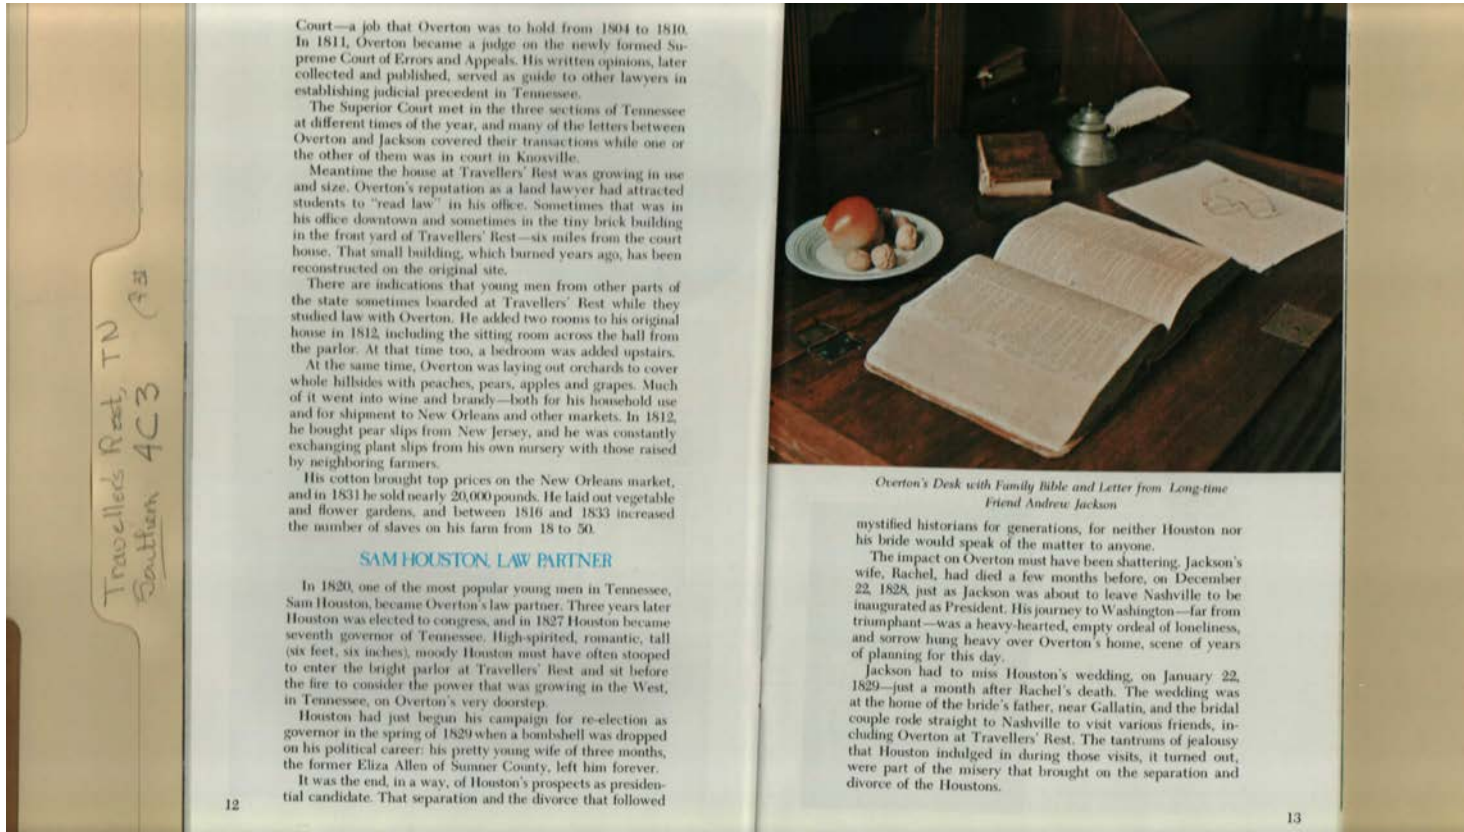 Travellers Rest, TN
Southern 4C3
Court—a job that Overton was to hold from 1804 to 1810.
In 1811, Overton became a judge on the newly formed Su-
preme Court of Errors and Appeals. His written opinions, later
collected and published, served as guide to other lawyers in
establishing judicial precedent in Tennessee.
The Superior Court met in the three sections of Tennessee
at different times of the year, and many of the letters between
Overton and Jackson covered their transactions while one or
the other of them was in court in Knoxville.
Meantime the house at Travellers' Rest was growing in use
and size. Overton's reputation as a land lawyer had attracted
students to "read law" in his office. Sometimes that was in
his office downtown and sometimes in the tiny brick building
in the front yard of Travellers' Rest—six miles from the court
house. That small building, which burned years ago, has been
reconstructed on the original site.
There are indications that young men from other parts of
the state sometimes boarded at Travellers' Rest while they
studied law with Overton. He added two rooms to his original
house in 1812, including the sitting room across the hall from
the parlor. At that time too, a bedroom was added upstairs.
At the same time, Overton was laying out orchards to cover
whole hillsides with peaches, pears, apples and grapes. Much
of it went into wine and brandy—both for his household use
and for shipment to New Orleans and other markets. In 1812,
he bought pear slips from New Jersey, and he was constantly
exchanging plant slips from his own nursery with those raised
by neighboring farmers.
His cotton brought top prices on the New Orleans market,
and in 1831 he sold nearly 20,000 pounds. He laid out vegetable
and flower gardens, and between 1816 and 1833 increased
the number of slaves on his farm from 18 to 50.
SAM HOUSTON, LAW PARTNER
In 1820, one of the most popular young men in Tennessee,
Sam Houston, became Overton's law partner. Three years later
Houston was elected to congress, and in 1827 Houston became
seventh governor of Tennessee. High-spirited, romantic, tall
(six feet, six inches), moody Houston must have often stooped
to enter the bright parlor at Travellers' Rest and sit before
the fire to consider the power that was growing in the West,
in Tennessee, on Overton's very doorstep.
Houston had just begun his campaign for re-election as
governor in the spring of 1829 when a bombshell was dropped
on his political career: his pretty young wife of three months,
the former Eliza Allen of Sumner County, left him forever.
It was the end, in a way, of Houston's prospects as presiden-
tial candidate. That separation and the divorce that followed
12
Overton's Desk with Family Bible and Letter from Long-time
Friend Andrew Jackson
mystified historians for generations, for neither Houston nor
his bride would speak of the matter to anyone.
The impact on Overton must have been shattering. Jackson's
wife, Rachel, had died a few months before, on December
22, 1828, just as Jackson was about to leave Nashville to be
inaugurated as President. His journey to Washington—far from
triumphant—was a heavy-hearted, empty ordeal of loneliness,
and sorrow hung heavy over Overton's home, scene of years
of planning for this day.
Jackson had to miss Houston's wedding, on January 22,
1829—just a month after Rachel's death. The wedding was
at the home of the bride's father, near Gallatin, and the bridal
couple rode straight to Nashville to visit various friends, in-
cluding Overton at Travellers' Rest. The tantrums of jealousy
that Houston indulged in during those visits, it turned out,
were part of the misery that brought on the separation and
divorce of the Houstons.
13